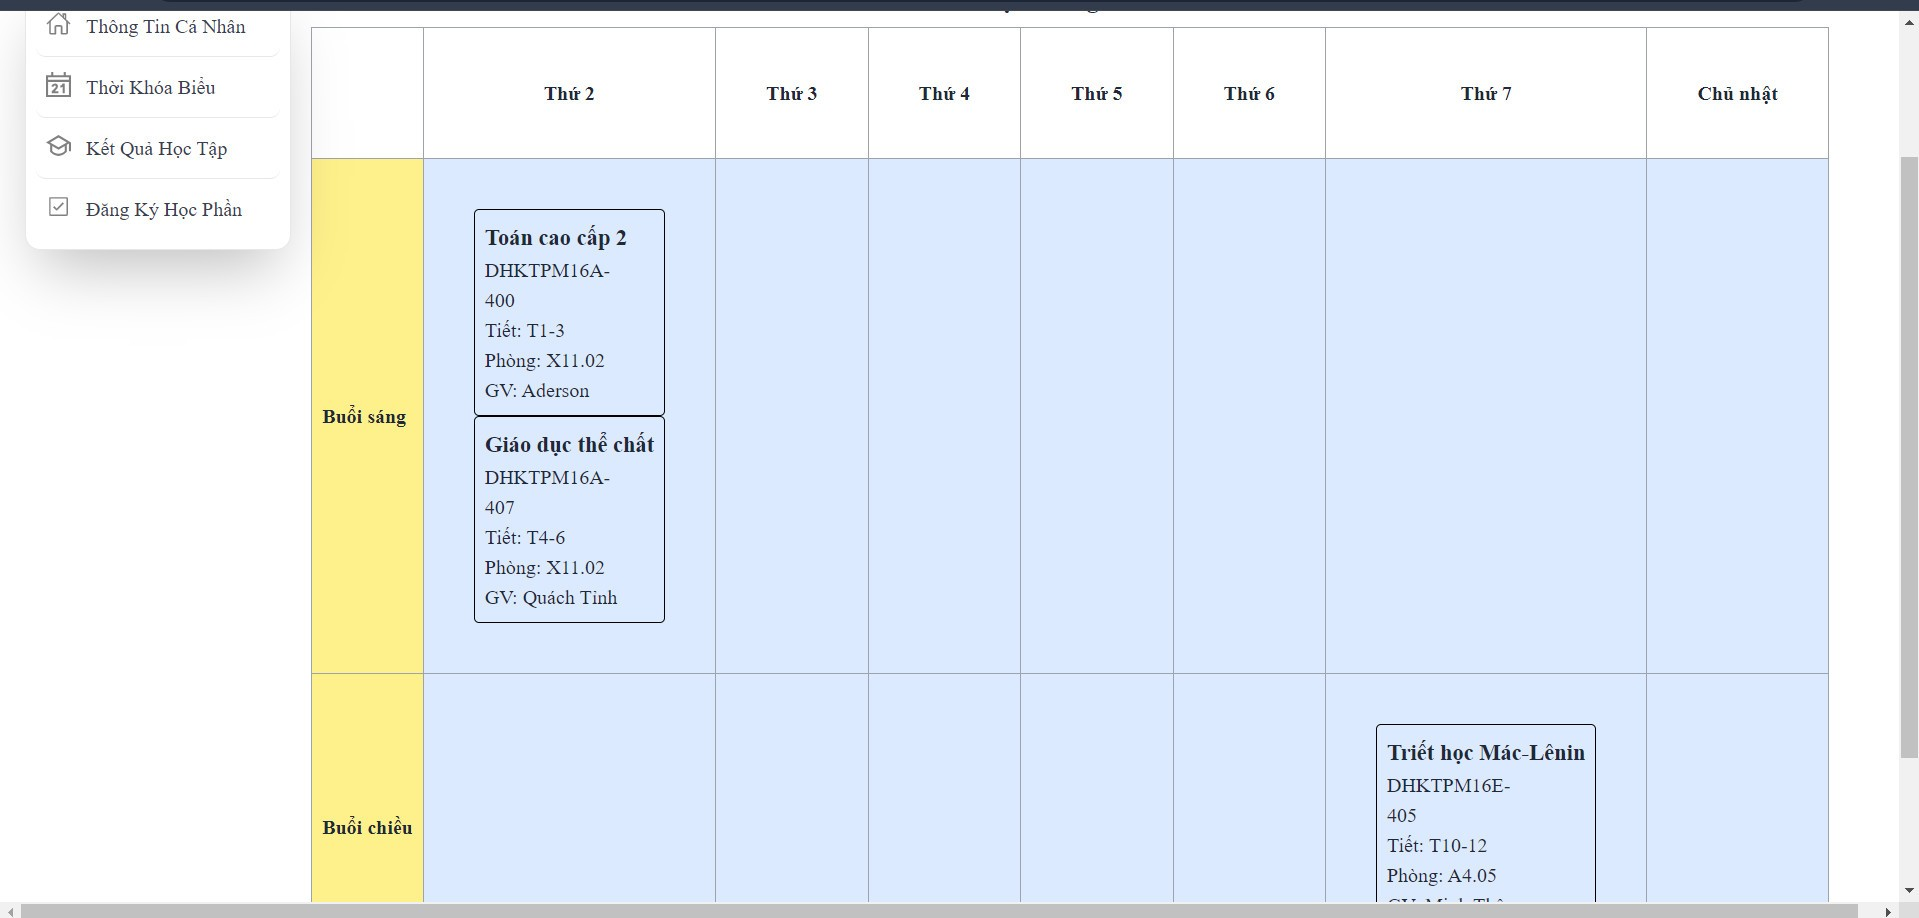 Thông Tin Cá Nhân
21
Thời Khóa Biểu
Kết Quả Học Tập
Đăng Ký Học Phần
Thứ 2
Thứ 3
Thứ 4
Thứ 5
Thứ 6
Thứ 7
Chủ nhật
Buổi sáng
Toán cao cấp 2
DHKTPM16A-
400
Tiết: T1-3
Phòng: X11.02
GV: Aderson
Giáo dục thể chất
DHKTPM16A-
407
Tiết: T4-6
Phòng: X11.02
GV: Quách Tinh
Buổi chiều
Triết học Mác-Lênin
DHKTPM16E-
405
Tiết: T10-12
Phòng: A4.05